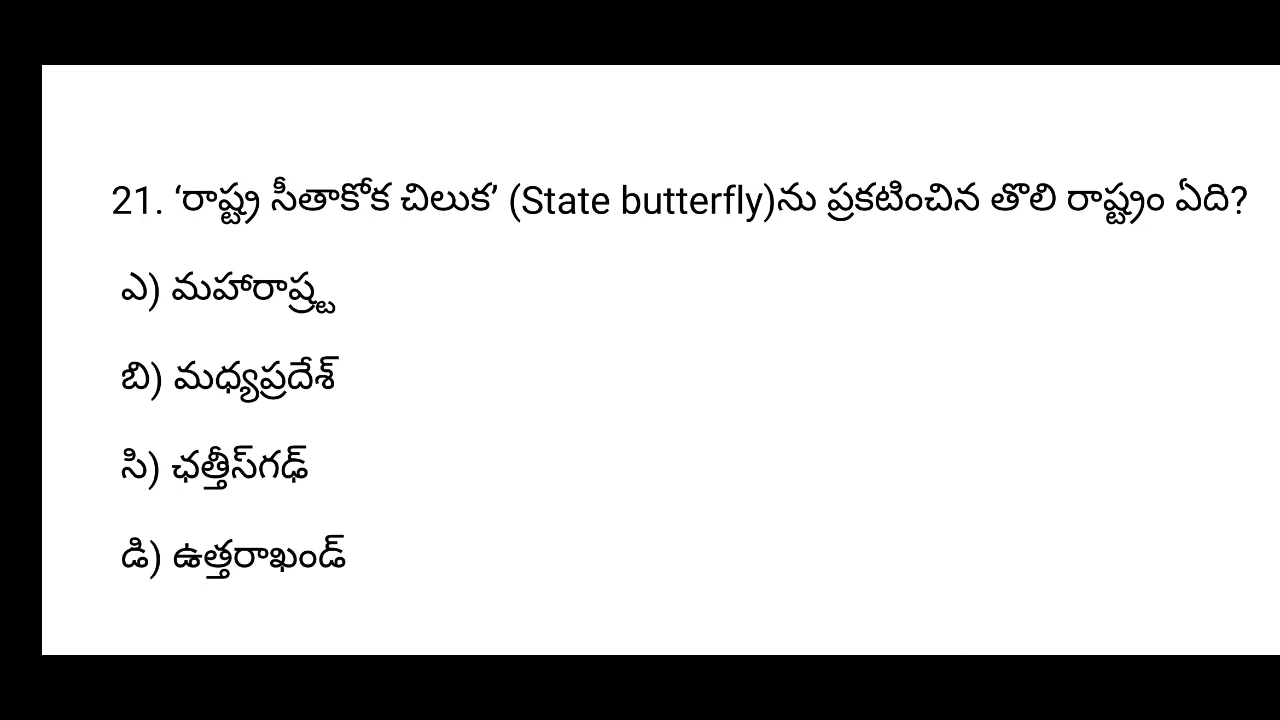 21. ‘రాష్ట్ర సీతాకోక చిలుక’ (State butterfly)ను ప్రకటించిన తొలి రాష్ట్రం ఏది?
ఎ) మహారాష్ర్ట
బి) మధ్యప్రదేశ్
సి) ఛత్తీస్‌గఢ్
డి) ఉత్తరాఖండ్